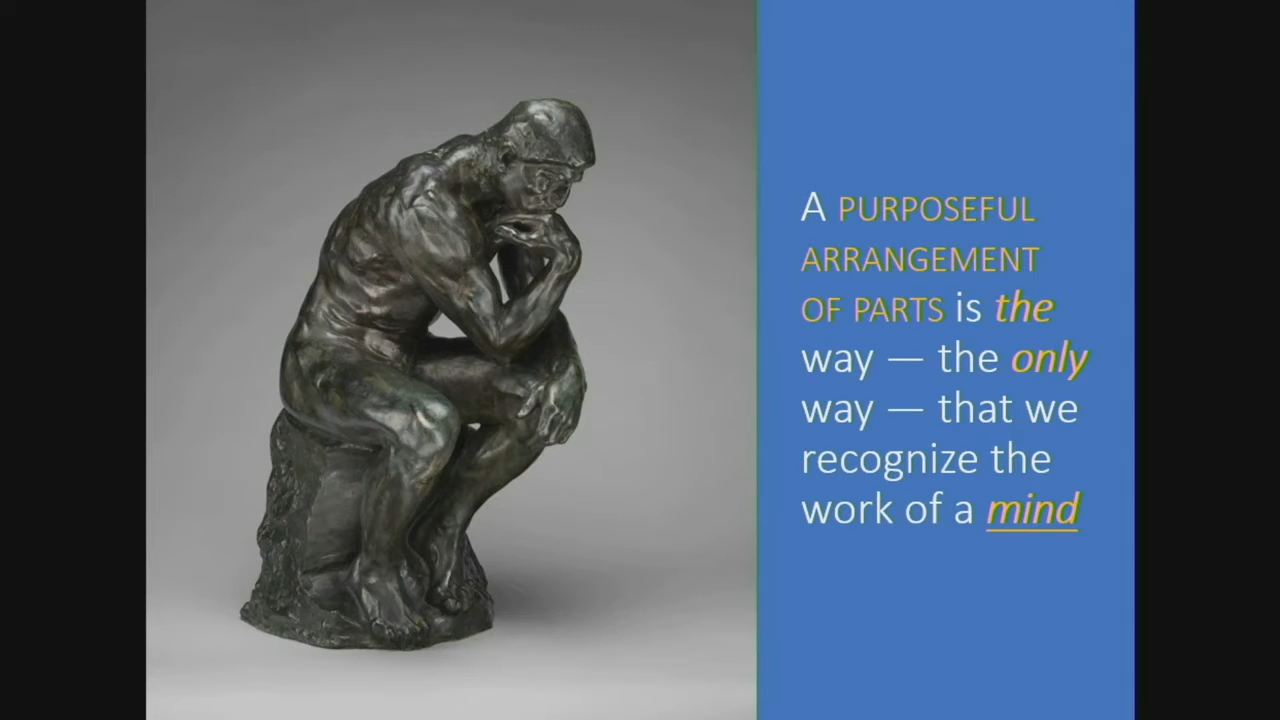 A PURPOSEFUL
ARRANGEMENT
OF PARTS is the
way — the only
way — that we
recognize the
work of a mind